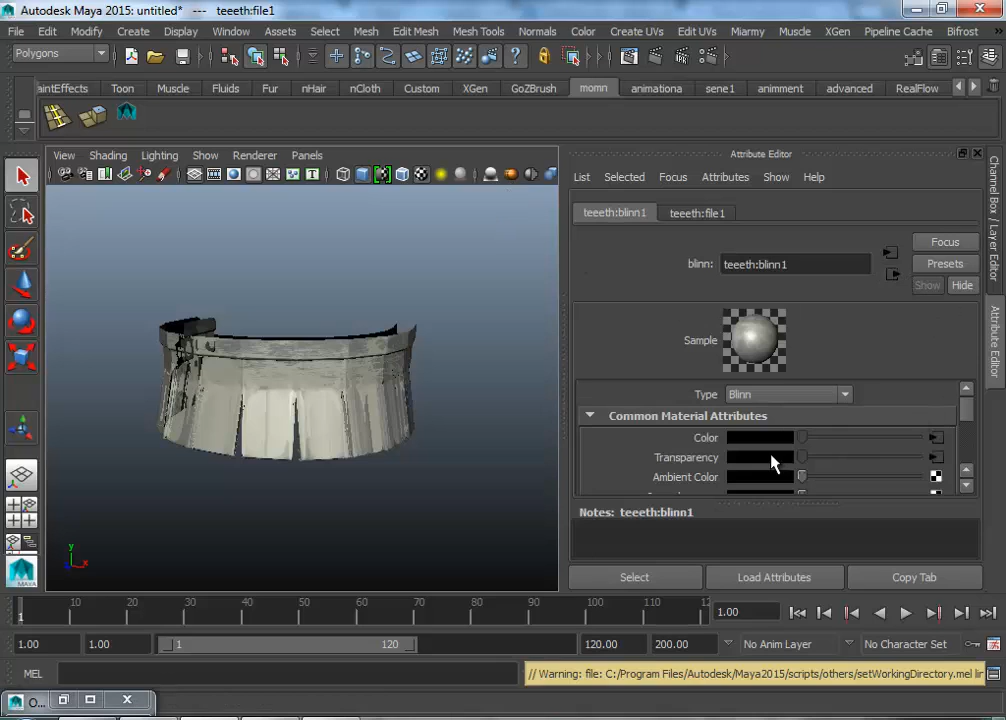 Autodesk Maya 2015: untitled* --- teeeth:file1
File Edit Modify Create Display Window Assets Select Mesh Edit Mesh Mesh Tools Normals Color Create UVs Edit UVs Miarmy Muscle XGen Pipeline Cache Bifrost
Polygons
aintEffects Toon Muscle Fluids Fur nHair nCloth Custom XGen GoZBrush momn animationa sene1 animment advanced RealFlow
View Shading Lighting Show Renderer Panels
Attribute Editor
List Selected Focus Attributes Show Help
teeeth:blinn1 teeeth:file1
Focus
blinn: teeeth:blinn1 Presets
Show Hide
Sample
Type Blinn
Common Material Attributes
Color
Transparency
Ambient Color
Notes: teeeth:blinn1
Select Load Attributes Copy Tab
Channel Box / Layer Editor
Attribute Editor
y
x
1 10 20 30 40 50 60 70 80 90 100 110 12 1.00
1.00 1.00 1 120 120.00 200.00 No Anim Layer No Character Set
MEL // Warning: file: C:/Program Files/Autodesk/Maya2015/scripts/others/setWorkingDirectory.mel lin
O...